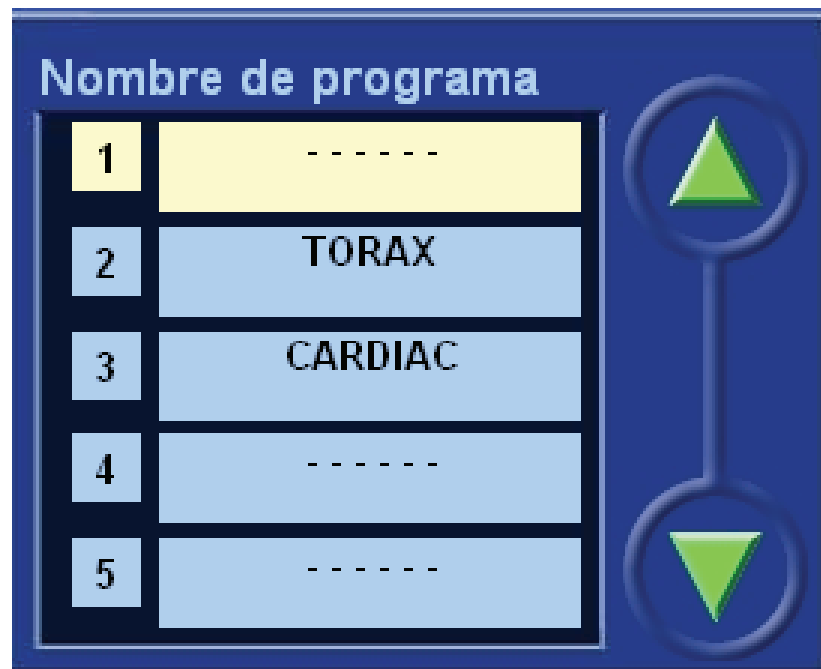 Nombre de programa
1 - - - - - -
2 TORAX
3 CARDIAC
4 - - - - - -
5 - - - - - -